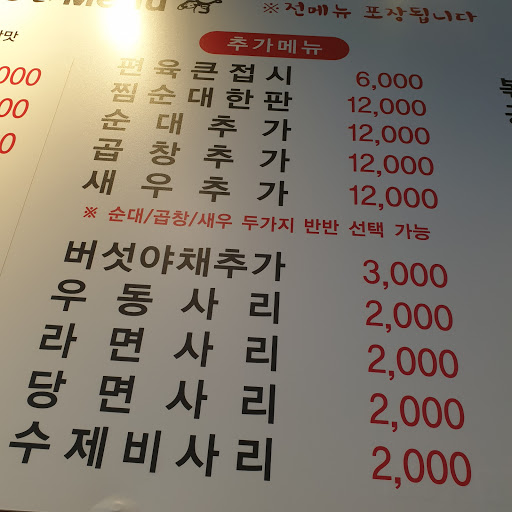 Menu
※전메뉴 포장됩니다
추가메뉴
편육큰접시 6,000
찜순대한판 12,000
순대추가 12,000
곱창추가 12,000
새우추가 12,000
※ 순대/곱창/새우 두가지 반반 선택 가능
버섯야채추가 3,000
우동사리 2,000
라면사리 2,000
당면사리 2,000
수제비사리 2,000